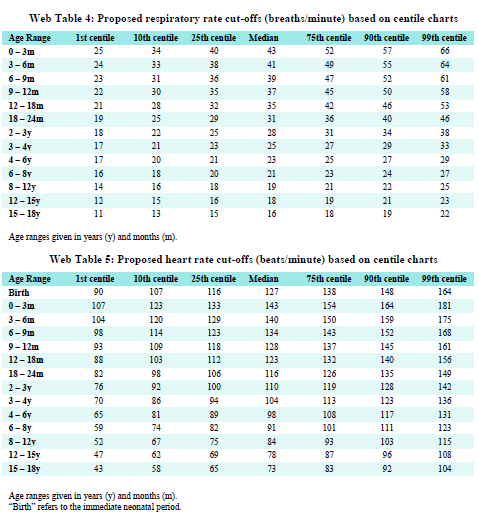 Web Table 4: Proposed respiratory rate cut-offs (breaths/minute) based on centile charts
Age Range 1st centile 10th centile 25th centile Median 75th centile 90th centile 99th centile
0 – 3m 25 34 40 43 52 57 66
3 – 6m 24 33 38 41 49 55 64
6 – 9m 23 31 36 39 47 52 61
9 – 12m 22 30 35 37 45 50 58
12 – 18m 21 28 32 35 42 46 53
18 – 24m 19 25 29 31 36 40 46
2 – 3y 18 22 25 28 31 34 38
3 – 4y 17 21 23 25 27 29 33
4 – 6y 17 20 21 23 25 27 29
6 – 8y 16 18 20 21 23 24 27
8 – 12y 14 16 18 19 21 22 25
12 – 15y 12 15 16 18 19 21 23
15 – 18y 11 13 15 16 18 19 22
Age ranges given in years (y) and months (m).
Web Table 5: Proposed heart rate cut-offs (beats/minute) based on centile charts
Age Range 1st centile 10th centile 25th centile Median 75th centile 90th centile 99th centile
Birth 90 107 116 127 138 148 164
0 – 3m 107 123 133 143 154 164 181
3 – 6m 104 120 129 140 150 159 175
6 – 9m 98 114 123 134 143 152 168
9 – 12m 93 109 118 128 137 145 161
12 – 18m 88 103 112 123 132 140 156
18 – 24m 82 98 106 116 126 135 149
2 – 3y 76 92 100 110 119 128 142
3 – 4y 70 86 94 104 113 123 136
4 – 6y 65 81 89 98 108 117 131
6 – 8y 59 74 82 91 101 111 123
8 – 12y 52 67 75 84 93 103 115
12 – 15y 47 62 69 78 87 96 108
15 – 18y 43 58 65 73 83 92 104
Age ranges given in years (y) and months (m).
"Birth" refers to the immediate neonatal period.